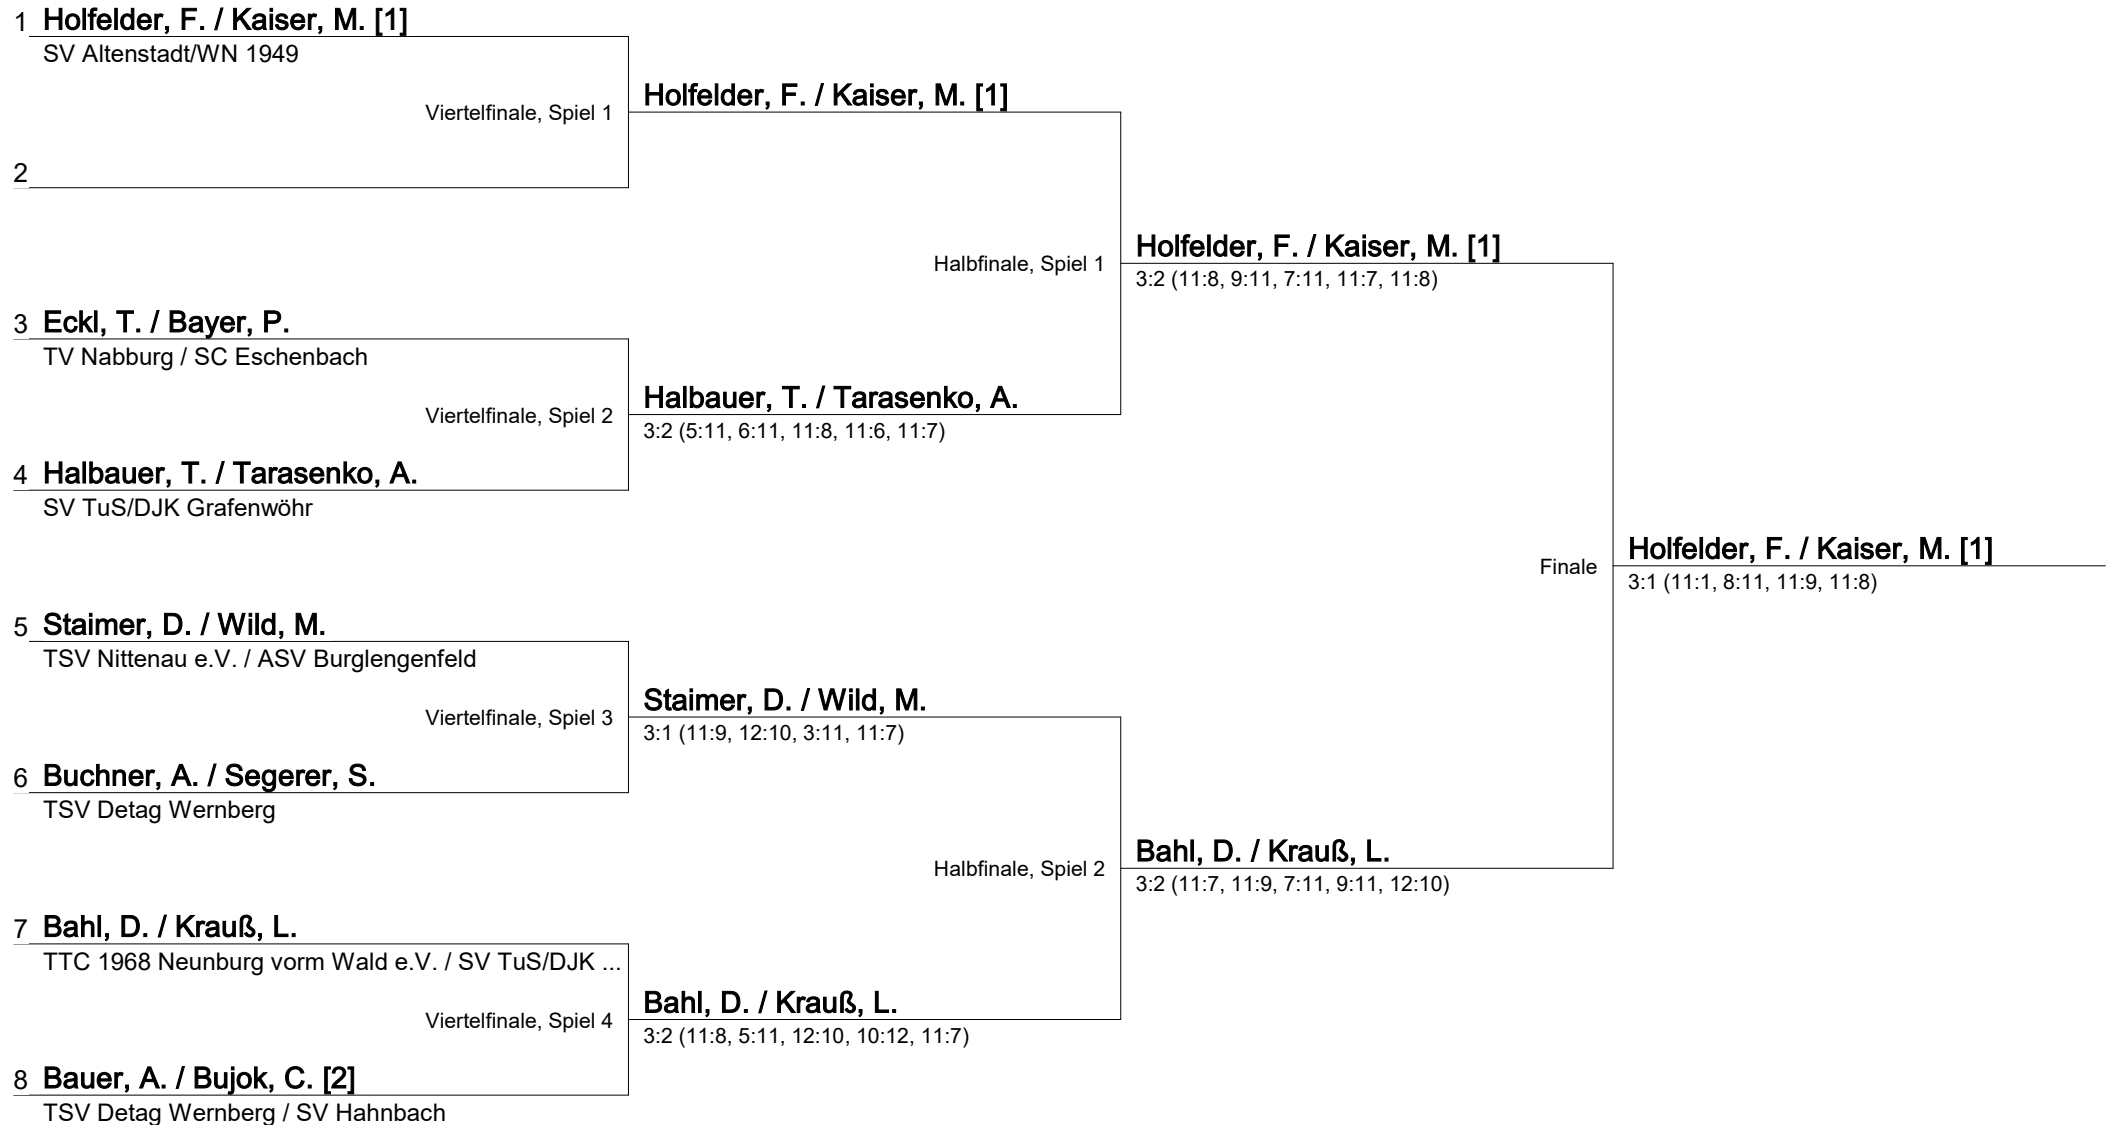 1 Holfelder, F. / Kaiser, M. [1]
SV Altenstadt/WN 1949
Viertelfinale, Spiel 1
Holfelder, F. / Kaiser, M. [1]
2
Halbfinale, Spiel 1
Holfelder, F. / Kaiser, M. [1]
3:2 (11:8, 9:11, 7:11, 11:7, 11:8)
3 Eckl, T. / Bayer, P.
TV Nabburg / SC Eschenbach
Viertelfinale, Spiel 2
Halbauer, T. / Tarasenko, A.
3:2 (5:11, 6:11, 11:8, 11:6, 11:7)
4 Halbauer, T. / Tarasenko, A.
SV TuS/DJK Grafenwöhr
Finale
Holfelder, F. / Kaiser, M. [1]
3:1 (11:1, 8:11, 11:9, 11:8)
5 Staimer, D. / Wild, M.
TSV Nittenau e.V. / ASV Burglengenfeld
Viertelfinale, Spiel 3
Staimer, D. / Wild, M.
3:1 (11:9, 12:10, 3:11, 11:7)
6 Buchner, A. / Segerer, S.
TSV Detag Wernberg
Halbfinale, Spiel 2
Bahl, D. / Krauß, L.
3:2 (11:7, 11:9, 7:11, 9:11, 12:10)
7 Bahl, D. / Krauß, L.
TTC 1968 Neunburg vorm Wald e.V. / SV TuS/DJK ...
Viertelfinale, Spiel 4
Bahl, D. / Krauß, L.
3:2 (11:8, 5:11, 12:10, 10:12, 11:7)
8 Bauer, A. / Bujok, C. [2]
TSV Detag Wernberg / SV Hahnbach